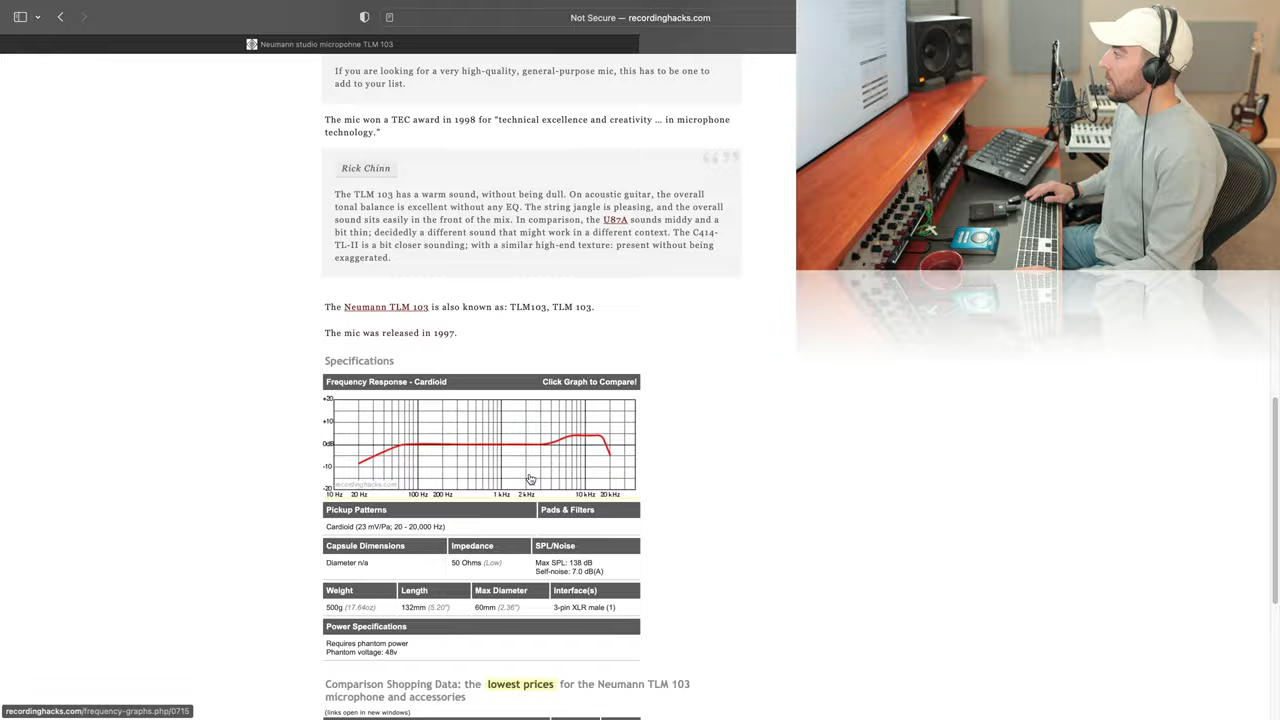 Not Secure — recordinghacks.com
Neumann studio micropohne TLM 103
If you are looking for a very high-quality, general-purpose mic, this has to be one to
add to your list.
The mic won a TEC award in 1998 for “technical excellence and creativity … in microphone
technology.”
Rick Chinn
The TLM 103 has a warm sound, without being dull. On acoustic guitar, the overall
tonal balance is excellent without any EQ. The string jangle is pleasing, and the overall
sound sits easily in the front of the mix. In comparison, the U87A sounds middy and a
bit thin; decidedly a different sound that might work in a different context. The C414-
TL-II is a bit closer sounding; with a similar high-end texture: present without being
exaggerated.
The Neumann TLM 103 is also known as: TLM103, TLM 103.
The mic was released in 1997.
Specifications
Frequency Response - Cardioid Click Graph to Compare!
+20
+10
0dB
-10
-20
recordinghacks.com
10 Hz 20 Hz 100 Hz 200 Hz 1 kHz 2 kHz 10 kHz 20 kHz
Pickup Patterns Pads & Filters
Cardioid (23 mV/Pa; 20 - 20,000 Hz)
Capsule Dimensions Impedance SPL/Noise
Diameter n/a 50 Ohms (Low) Max SPL: 138 dB
Self-noise: 7.0 dB(A)
Weight Length Max Diameter Interface(s)
500g (17.64oz) 132mm (5.20") 60mm (2.36") 3-pin XLR male (1)
Power Specifications
Requires phantom power
Phantom voltage: 48v
Comparison Shopping Data: the lowest prices for the Neumann TLM 103
microphone and accessories
(links open in new windows)
recordinghacks.com/frequency-graphs.php/0715